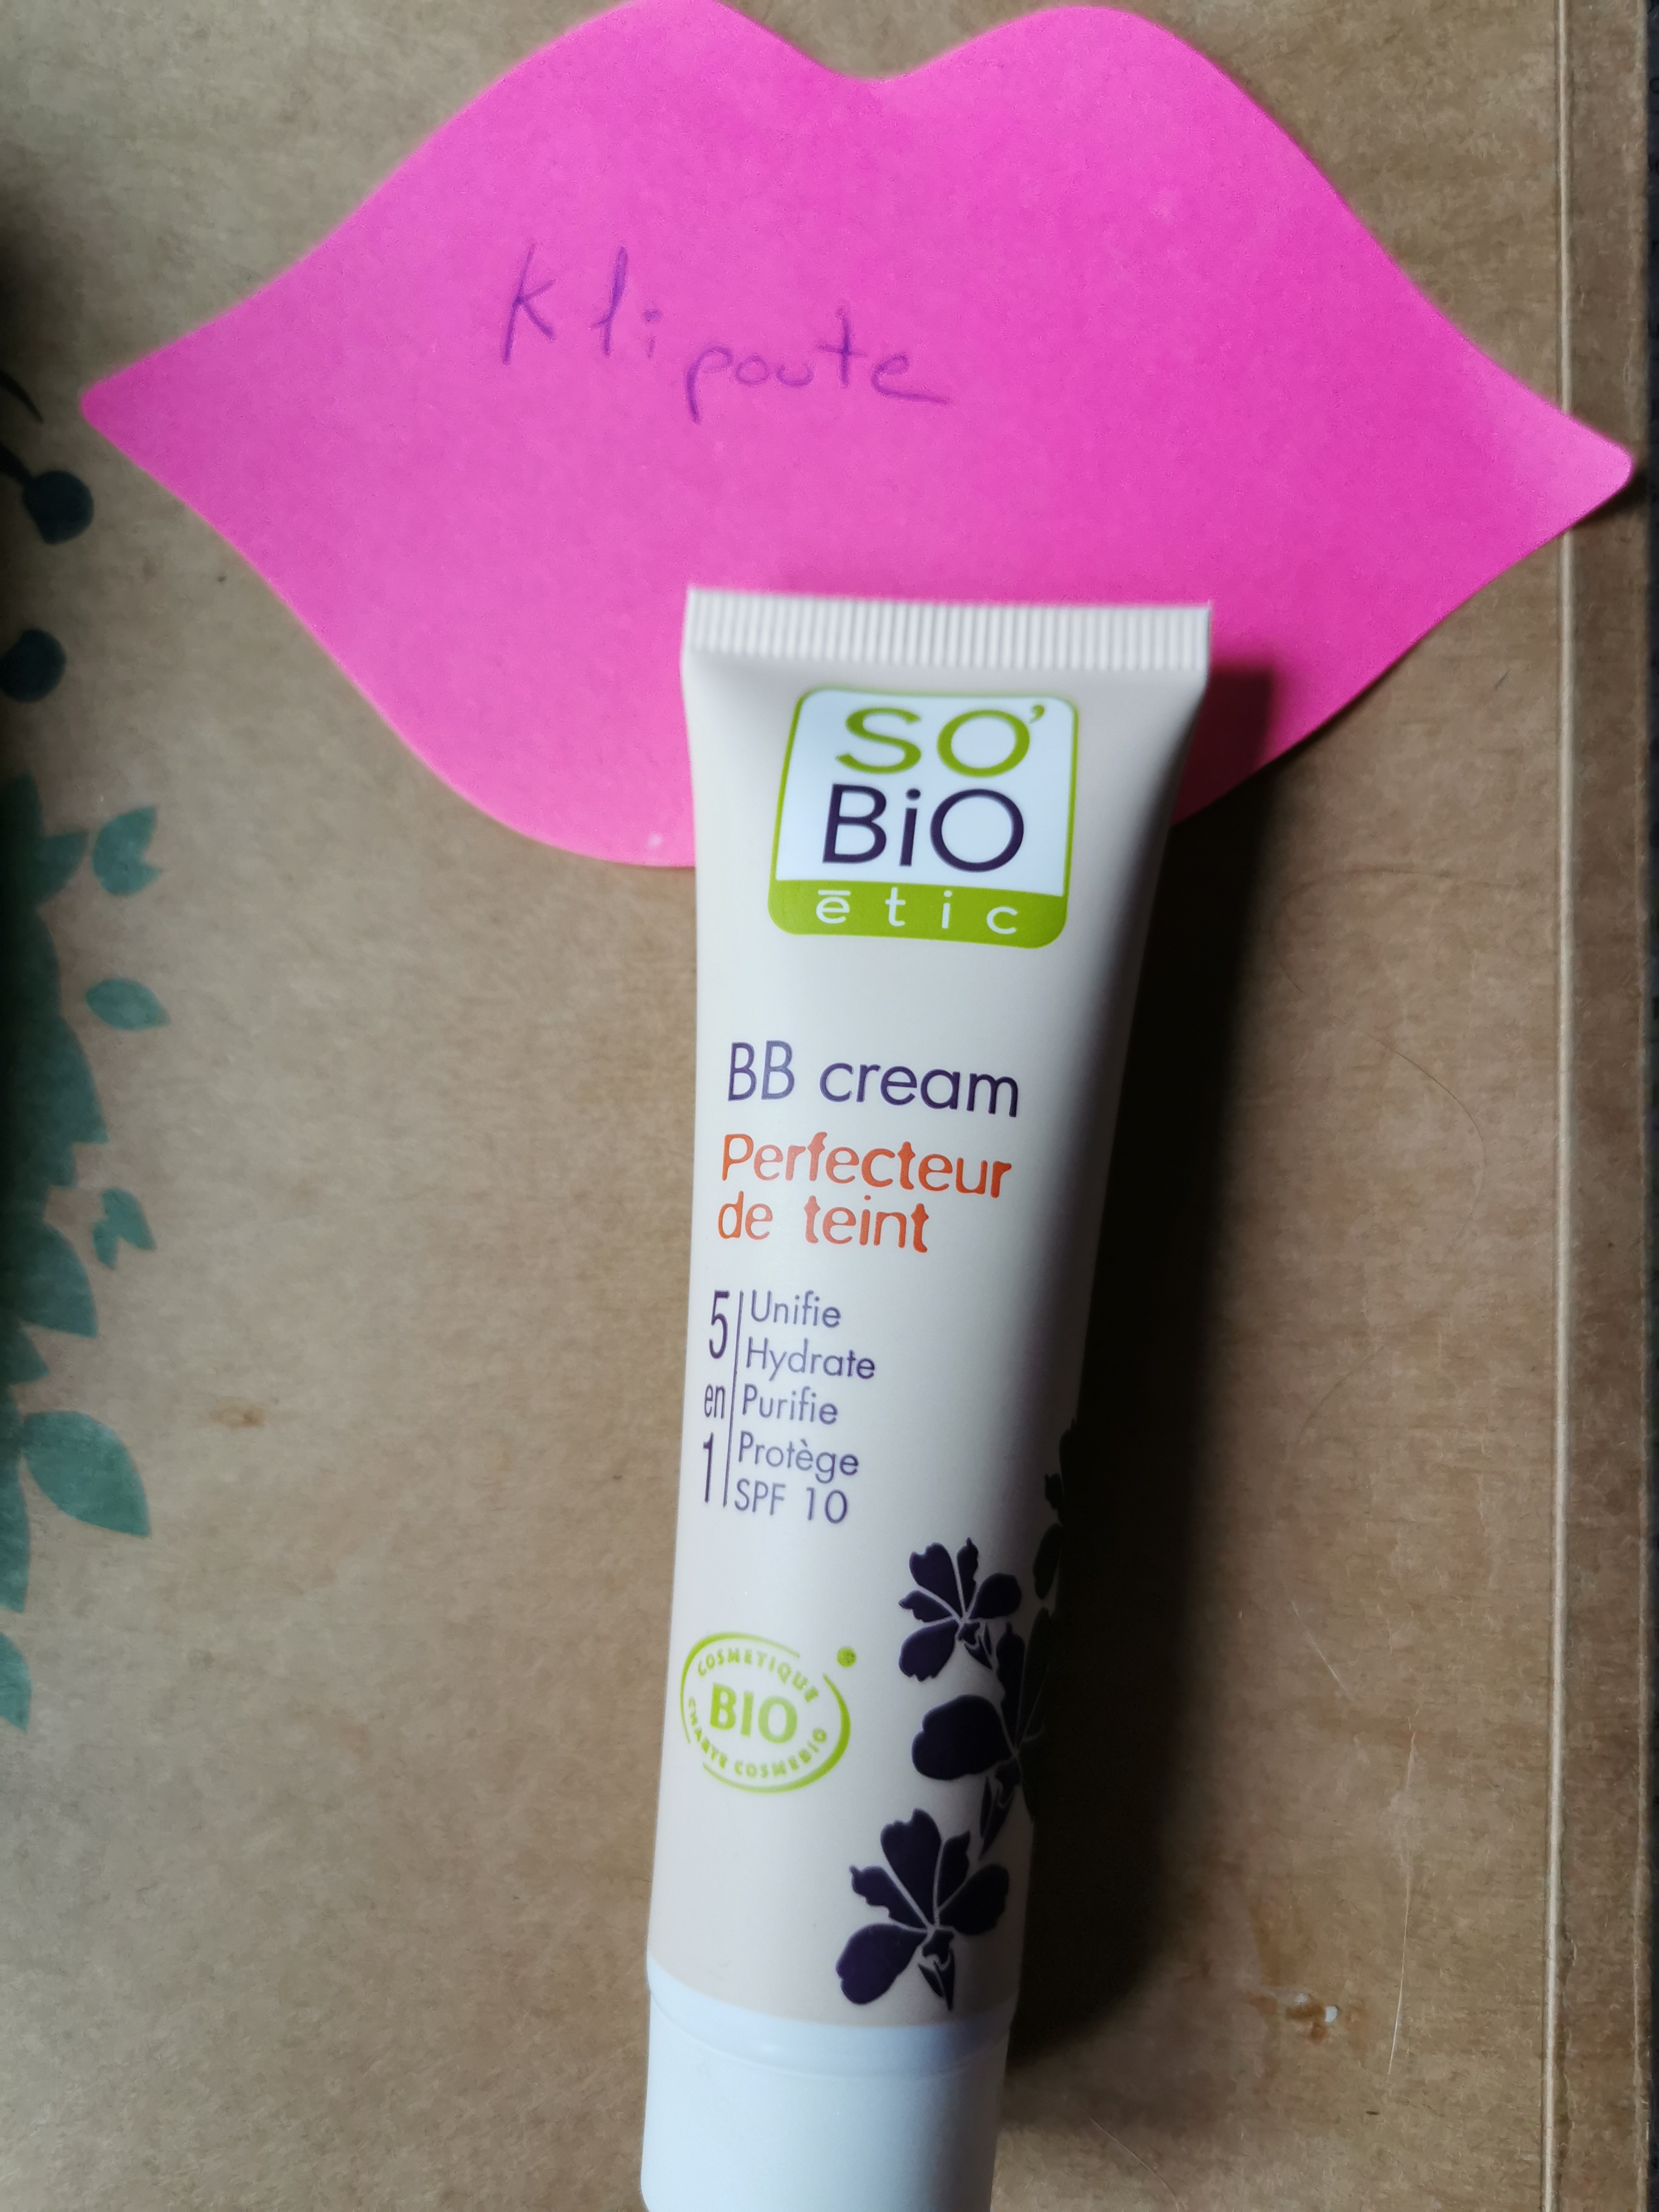 Klipoute
SO'
BiO
ētic
BB cream
Perfecteur
de teint
5 en 1
Unifie
Hydrate
Purifie
Protège
SPF 10
COSMETIQUE
BIO
CHARTE COSMEBIO